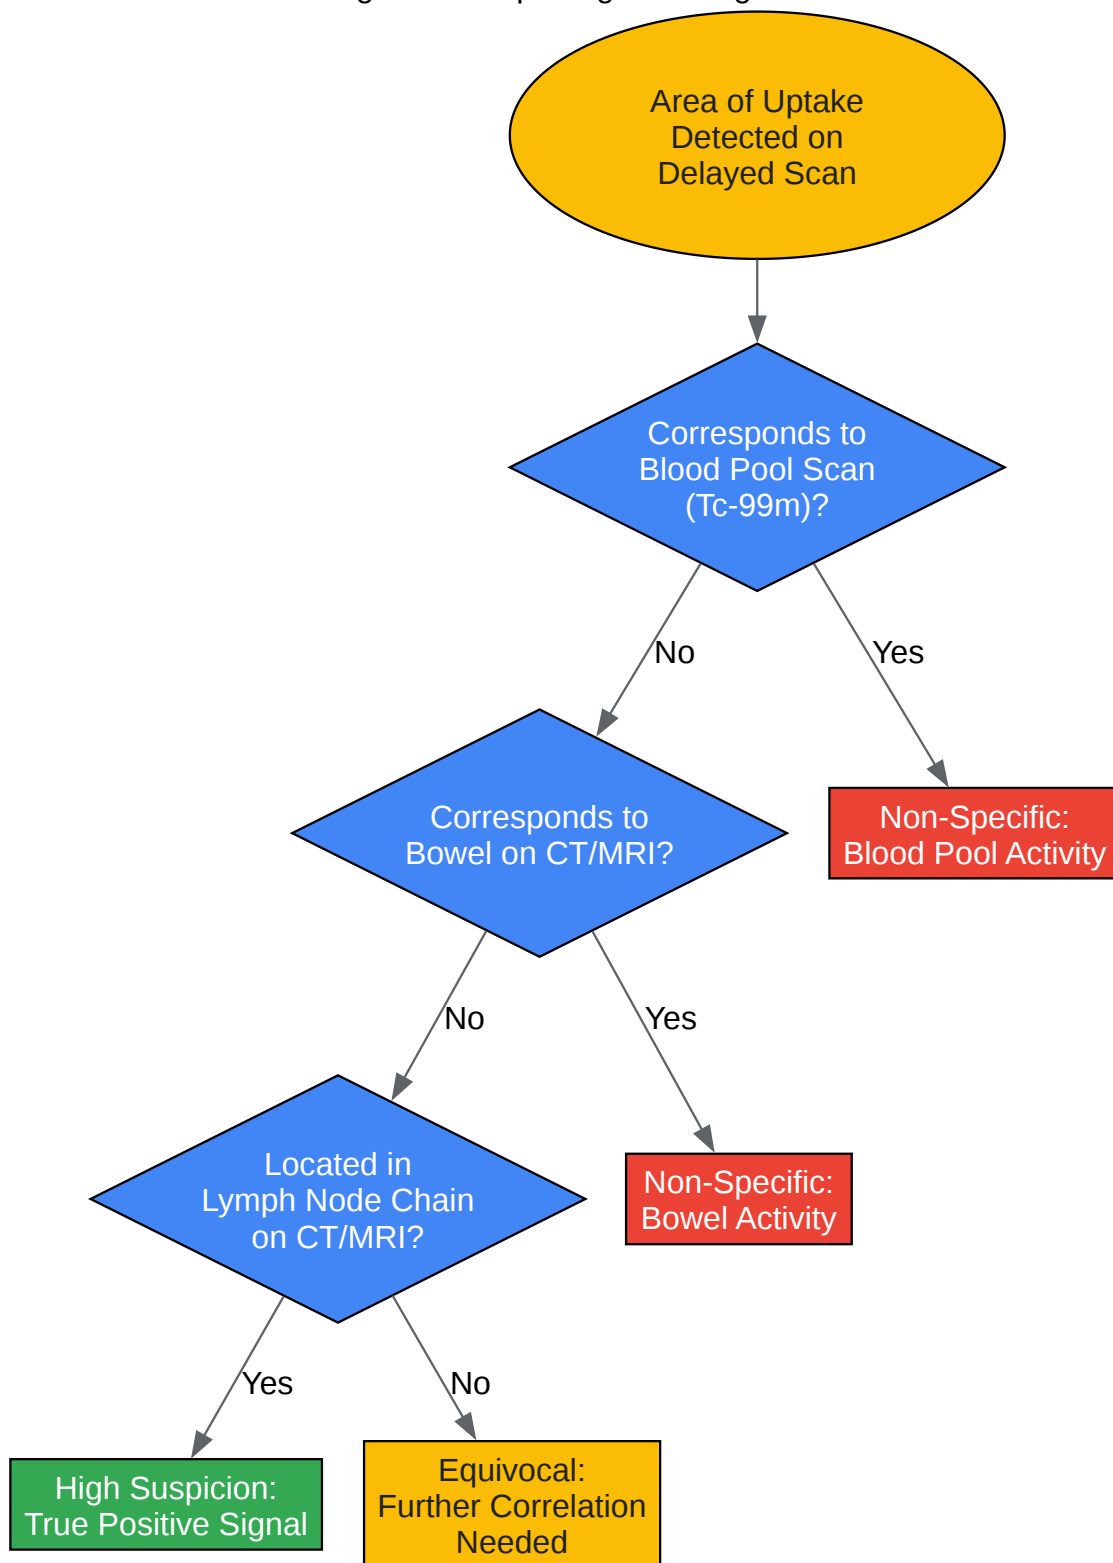 Area of Uptake
Detected on
Delayed Scan
Corresponds to
Blood Pool Scan
(Tc-99m)?
No
Yes
Corresponds to
Bowel on CT/MRI?
Non-Specific:
Blood Pool Activity
No
Yes
Located in
Lymph Node Chain
on CT/MRI?
Non-Specific:
Bowel Activity
Yes
No
High Suspicion:
True Positive Signal
Equivocal:
Further Correlation
Needed